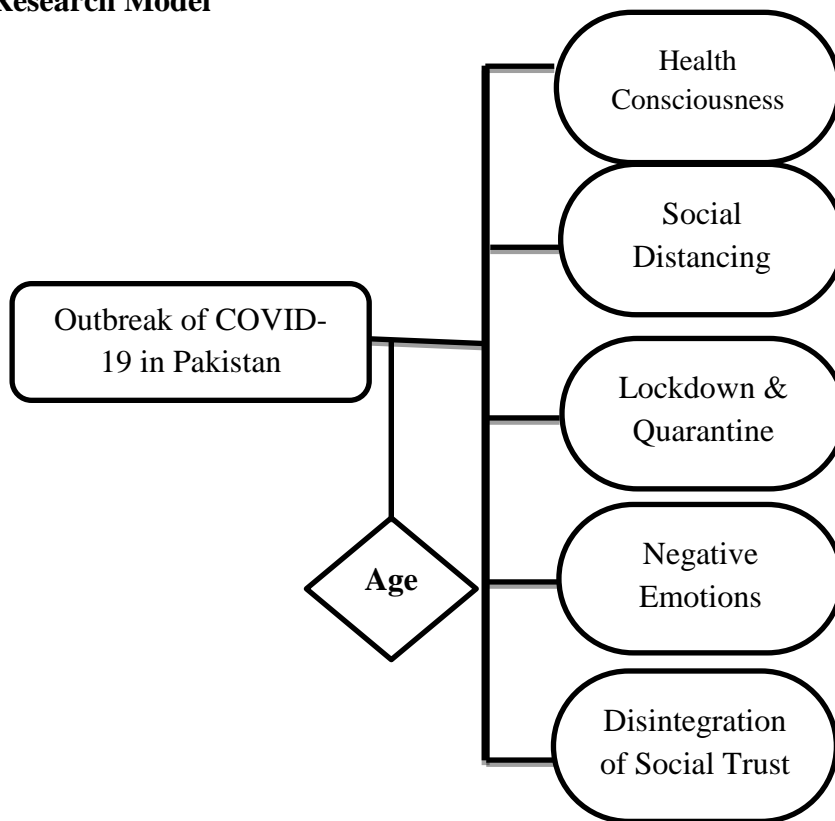 Research Model
Health
Consciousness
Social
Distancing
Outbreak of COVID-
19 in Pakistan
Lockdown &
Quarantine
Negative
Emotions
Age
Disintegration
of Social Trust